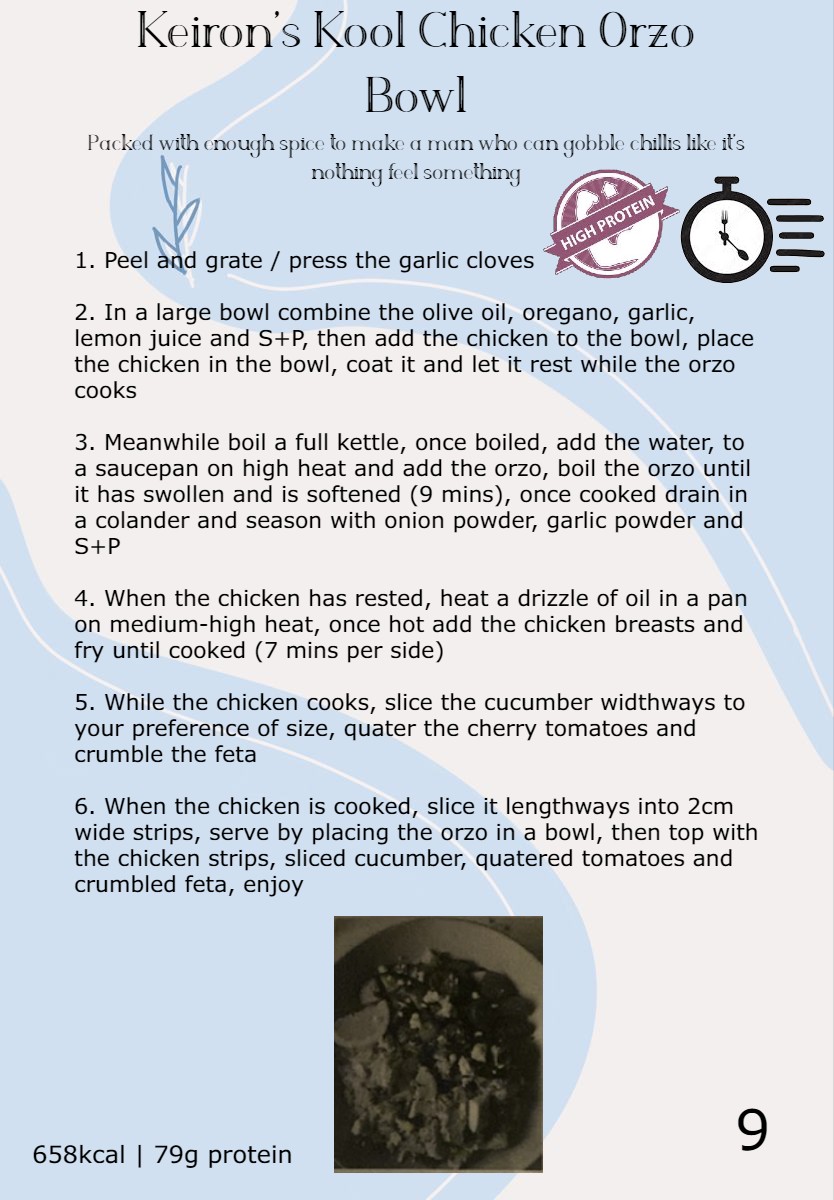 Keiron's Kool Chicken Orzo
Bowl
Packed with enough spice to make a man who can gobble chillis like it's
nothing feel something
HIGH PROTEIN
1. Peel and grate / press the garlic cloves
2. In a large bowl combine the olive oil, oregano, garlic,
lemon juice and S+P, then add the chicken to the bowl, place
the chicken in the bowl, coat it and let it rest while the orzo
cooks
3. Meanwhile boil a full kettle, once boiled, add the water, to
a saucepan on high heat and add the orzo, boil the orzo until
it has swollen and is softened (9 mins), once cooked drain in
a colander and season with onion powder, garlic powder and
S+P
4. When the chicken has rested, heat a drizzle of oil in a pan
on medium-high heat, once hot add the chicken breasts and
fry until cooked (7 mins per side)
5. While the chicken cooks, slice the cucumber widthways to
your preference of size, quater the cherry tomatoes and
crumble the feta
6. When the chicken is cooked, slice it lengthways into 2cm
wide strips, serve by placing the orzo in a bowl, then top with
the chicken strips, sliced cucumber, quatered tomatoes and
crumbled feta, enjoy
658kcal | 79g protein
9